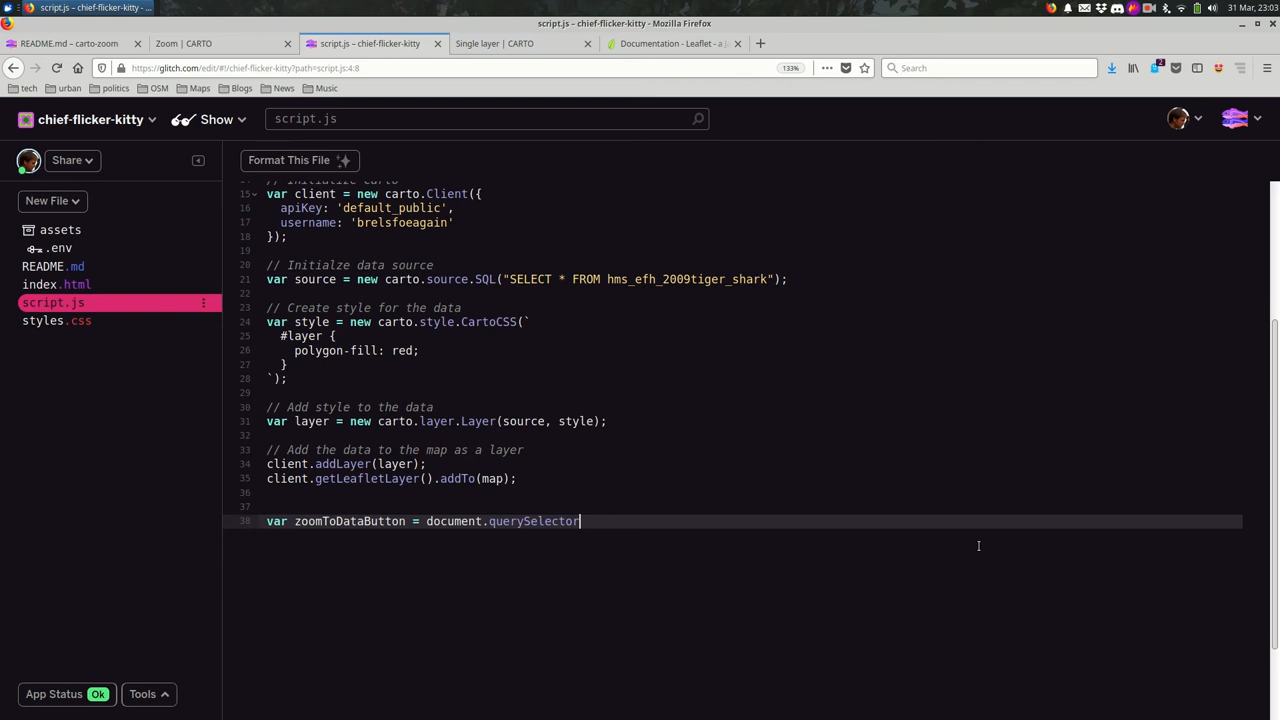 script.js – chief-flicker-kitty - ...
31 Mar, 23:03
script.js – chief-flicker-kitty - Mozilla Firefox
README.md – carto-zoom
Zoom | CARTO
script.js – chief-flicker-kitty
Single layer | CARTO
Documentation - Leaflet - a j
https://glitch.com/edit/#!/chief-flicker-kitty?path=script.js:4:8
133%
Search
2
tech
urban
politics
OSM
Maps
Blogs
News
Music
chief-flicker-kitty
Show
script.js
Share
Format This File
New File
assets
.env
README.md
index.html
script.js
styles.css
15 var client = new carto.Client({
16 apiKey: 'default_public',
17 username: 'brelsfoeagain'
18 });
19
20 // Initialze data source
21 var source = new carto.source.SQL("SELECT * FROM hms_efh_2009tiger_shark");
22
23 // Create style for the data
24 var style = new carto.style.CartoCSS(`
25 #layer {
26 polygon-fill: red;
27 }
28 `);
29
30 // Add style to the data
31 var layer = new carto.layer.Layer(source, style);
32
33 // Add the data to the map as a layer
34 client.addLayer(layer);
35 client.getLeafletLayer().addTo(map);
36
37
38 var zoomToDataButton = document.querySelector
App Status Ok
Tools